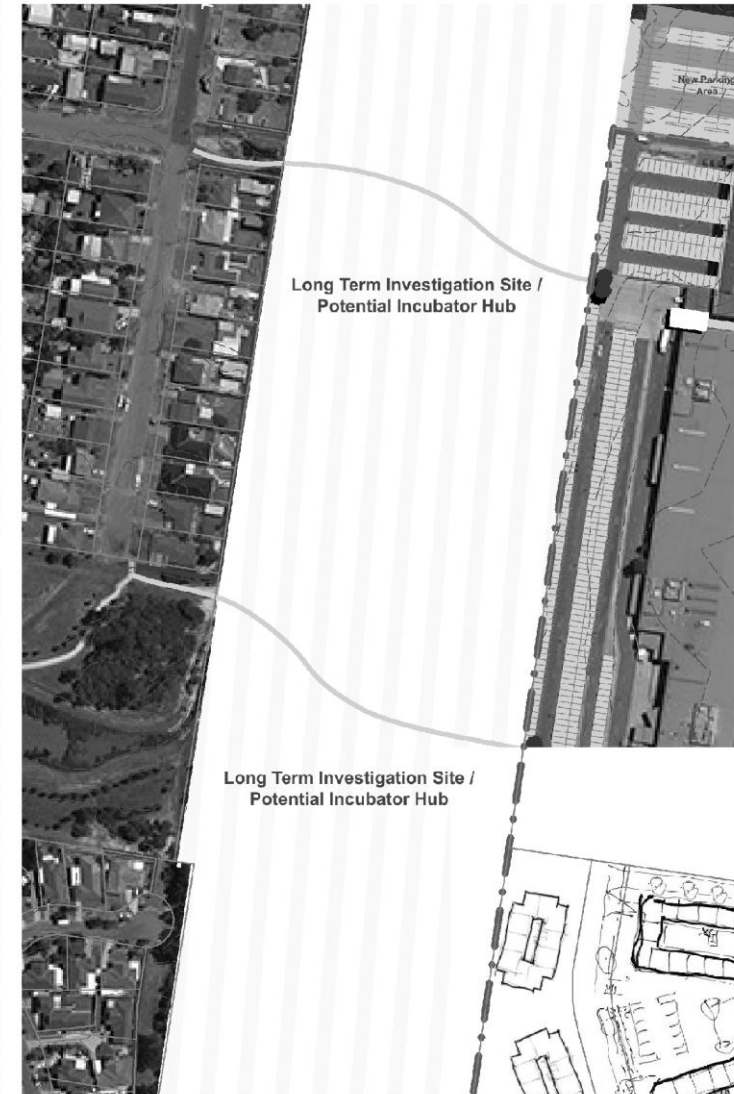 New Parking
Area
Long Term Investigation Site /
Potential Incubator Hub
Long Term Investigation Site /
Potential Incubator Hub